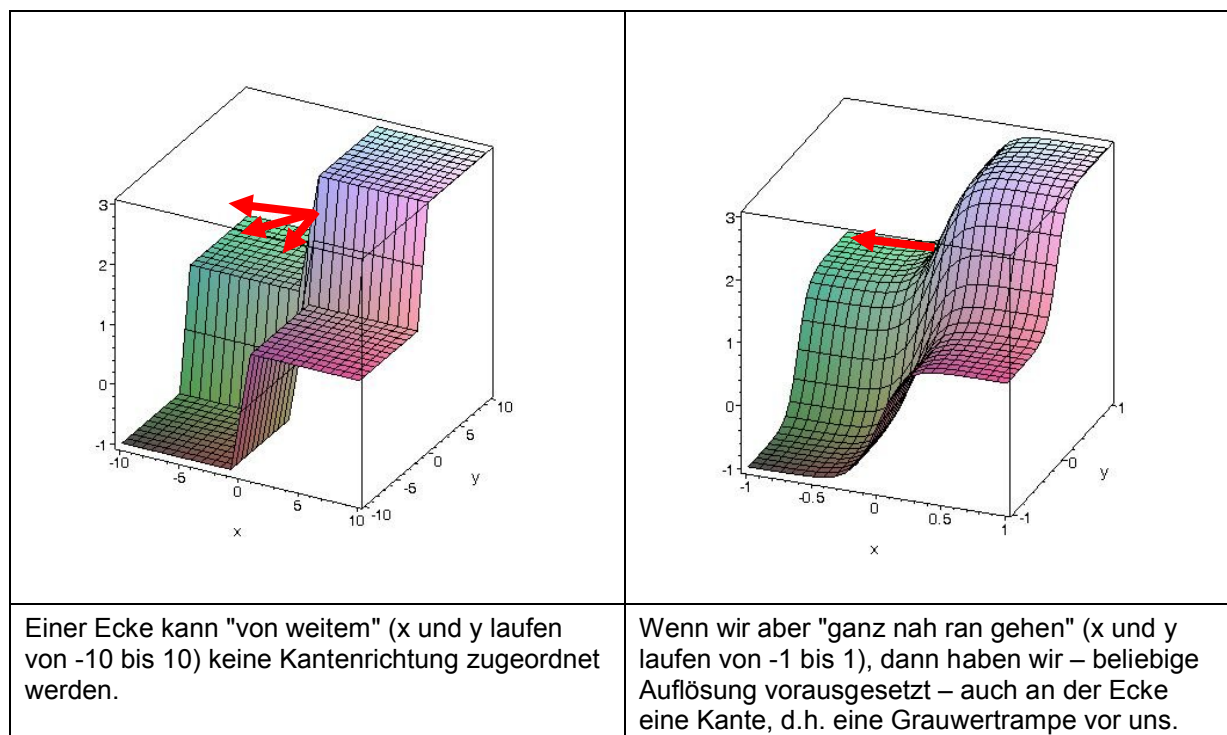 3
2
1
0
-1
-10
-5
0
5
10
-10
-5
0
5
10
x
y
3
2
1
0
-1
-1
-0.5
0
0.5
1
-1
0
1
x
y
Einer Ecke kann "von weitem" (x und y laufen
von -10 bis 10) keine Kantenrichtung zugeordnet
werden.
Wenn wir aber "ganz nah ran gehen" (x und y
laufen von -1 bis 1), dann haben wir – beliebige
Auflösung vorausgesetzt – auch an der Ecke
eine Kante, d.h. eine Grauwertrampe vor uns.